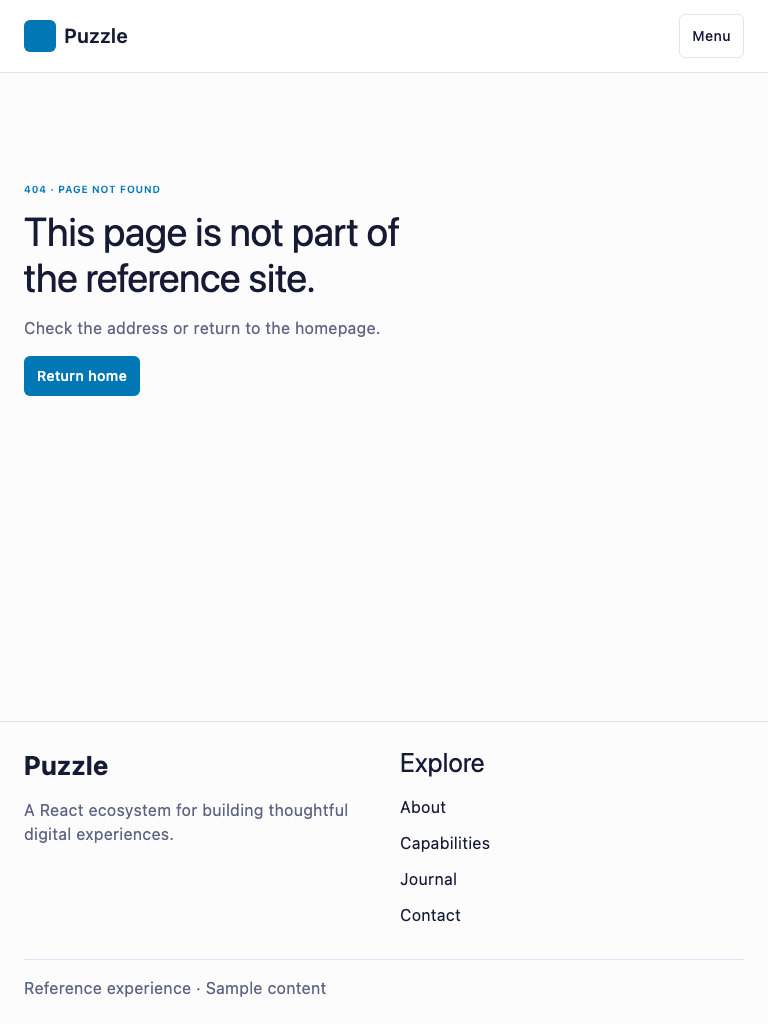 Puzzle
Menu
404 · PAGE NOT FOUND
This page is not part of
the reference site.
Check the address or return to the homepage.
Return home
Puzzle
A React ecosystem for building thoughtful
digital experiences.
Explore
About
Capabilities
Journal
Contact
Reference experience · Sample content